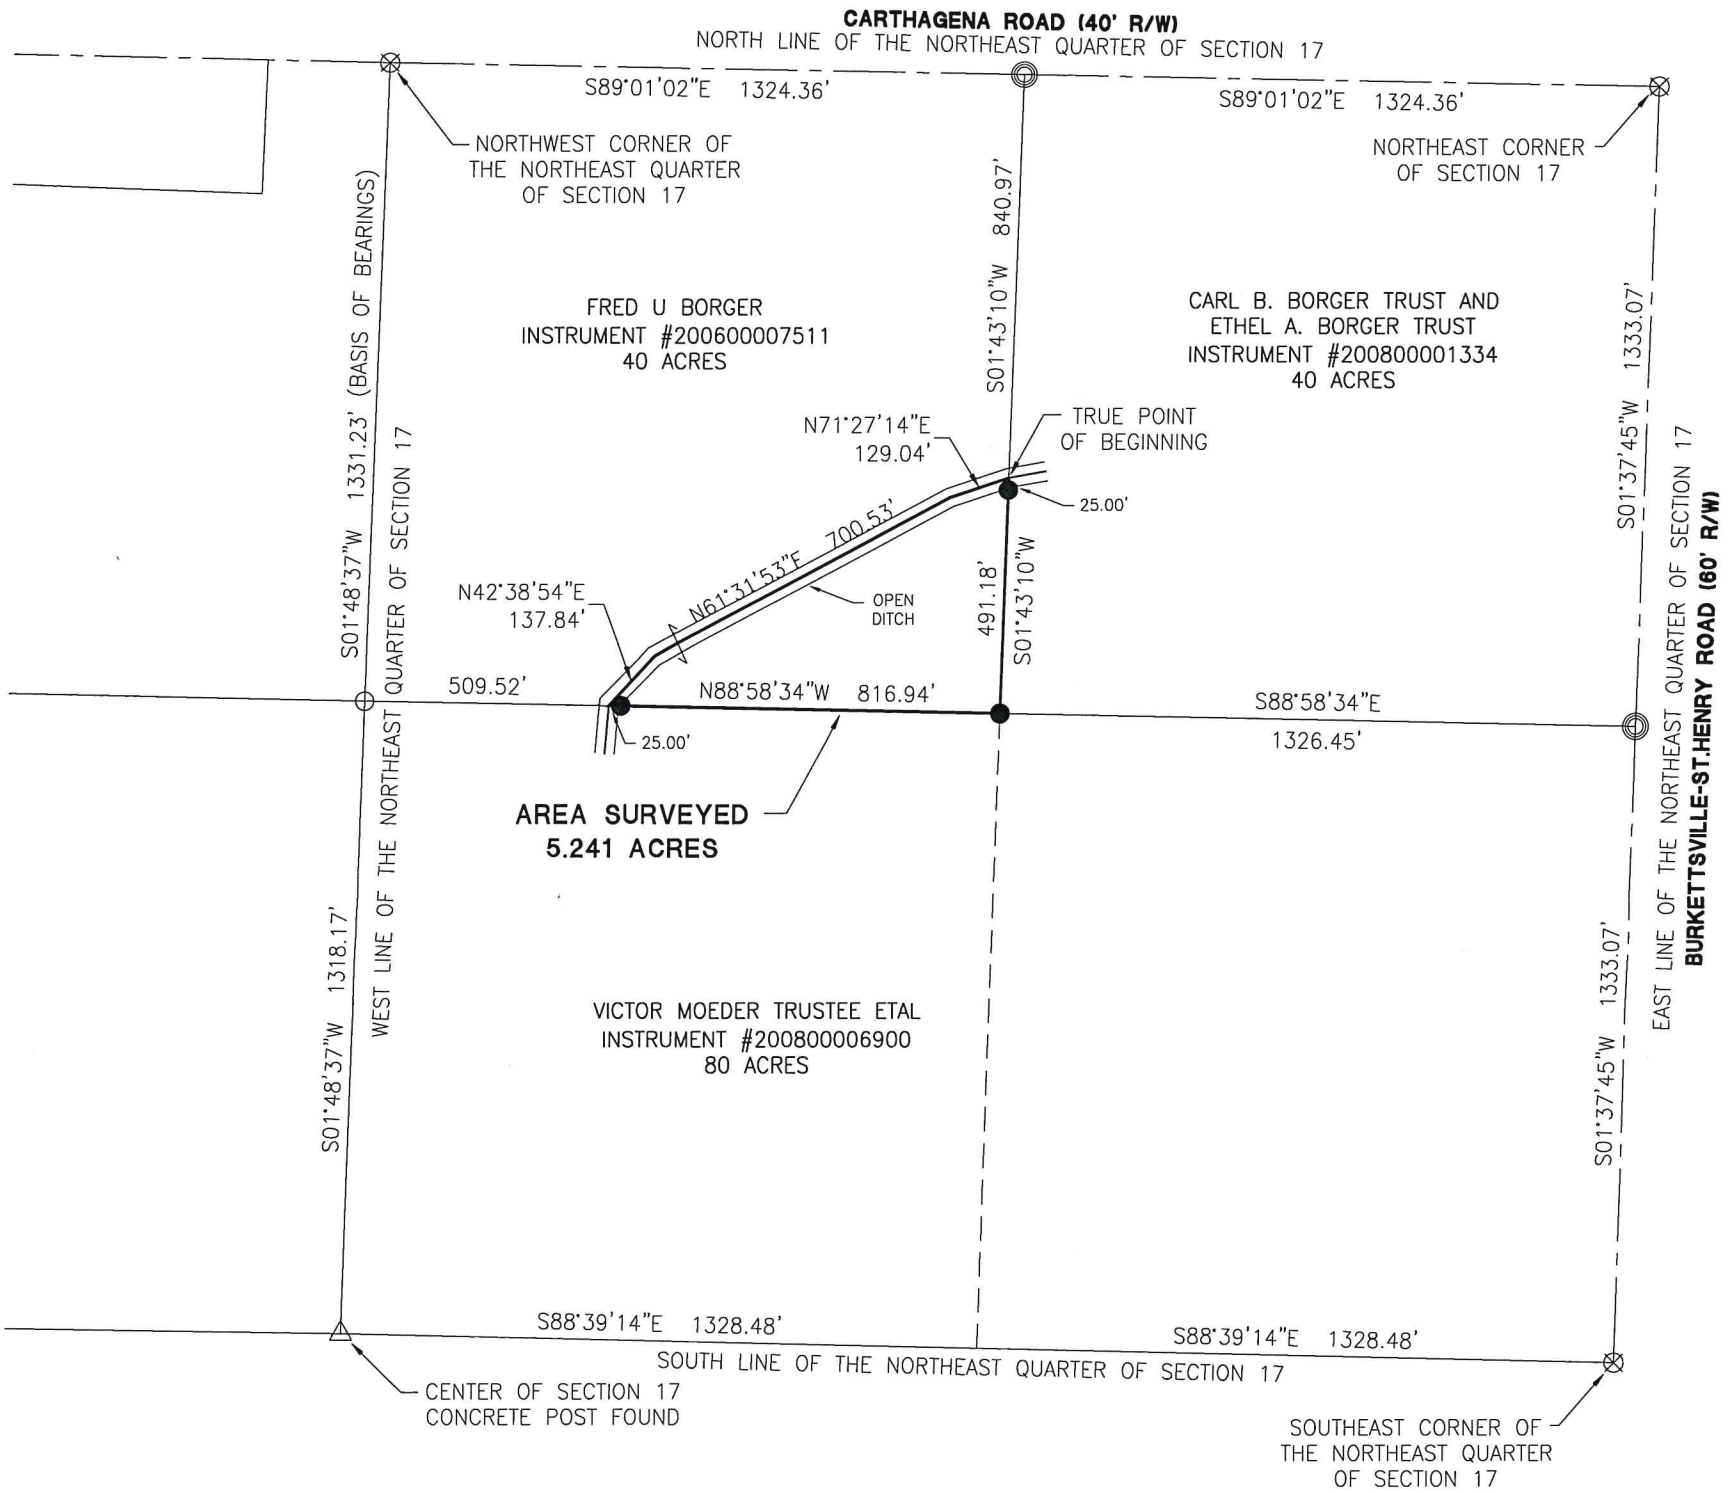 CARTHAGENA ROAD (40' R/W)
NORTH LINE OF THE NORTHEAST QUARTER OF SECTION 17
S89°01'02"E 1324.36'
S89°01'02"E 1324.36'
NORTHWEST CORNER OF
THE NORTHEAST QUARTER
OF SECTION 17
NORTHEAST CORNER
OF SECTION 17
S01°48'37"W 1331.23' (BASIS OF BEARINGS)
WEST LINE OF THE NORTHEAST QUARTER OF SECTION 17
FRED U BORGER
INSTRUMENT #200600007511
40 ACRES
S01°43'10"W 840.97'
CARL B. BORGER TRUST AND
ETHEL A. BORGER TRUST
INSTRUMENT #200800001334
40 ACRES
S01°37'45"W 1333.07'
EAST LINE OF THE NORTHEAST QUARTER OF SECTION 17
BURKETTSVILLE-ST.HENRY ROAD (60' R/W)
N71°27'14"E
129.04'
TRUE POINT
OF BEGINNING
25.00'
N61°31'53"E 700.53'
N42°38'54"E
137.84'
OPEN
DITCH
491.18'
S01°43'10"W
509.52'
N88°58'34"W 816.94'
25.00'
S88°58'34"E
1326.45'
AREA SURVEYED
5.241 ACRES
S01°48'37"W 1318.17'
VICTOR MOEDER TRUSTEE ETAL
INSTRUMENT #200800006900
80 ACRES
S01°37'45"W 1333.07'
S88°39'14"E 1328.48'
S88°39'14"E 1328.48'
SOUTH LINE OF THE NORTHEAST QUARTER OF SECTION 17
CENTER OF SECTION 17
CONCRETE POST FOUND
SOUTHEAST CORNER OF
THE NORTHEAST QUARTER
OF SECTION 17